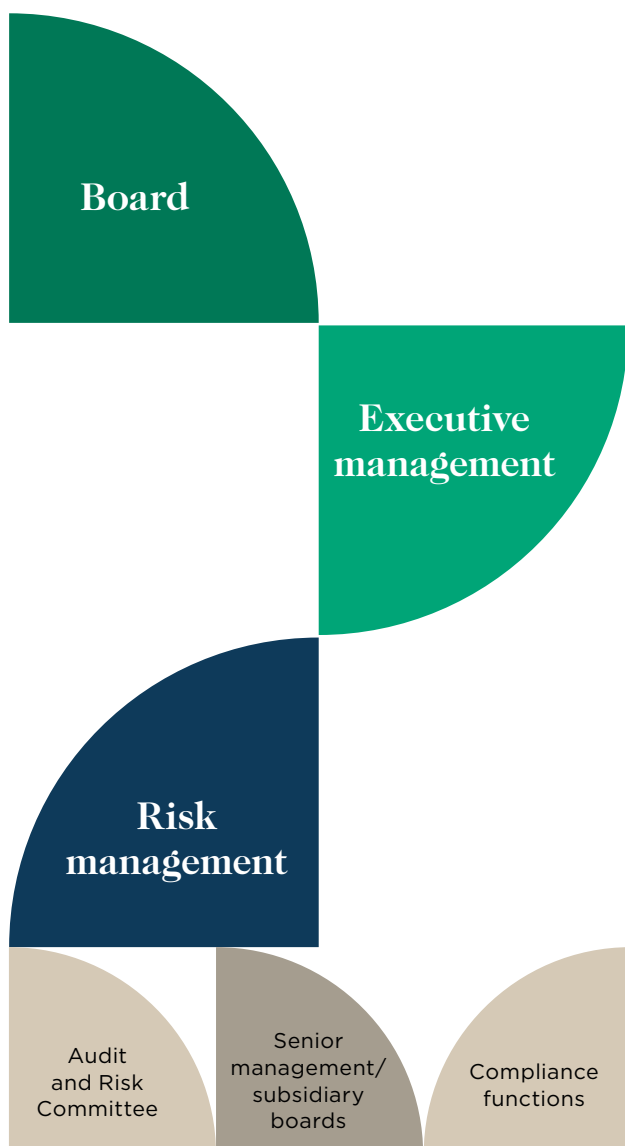 Board
Executive
management
Risk
management
Audit
and Risk
Committee
Senior
management/
subsidiary
boards
Compliance
functions